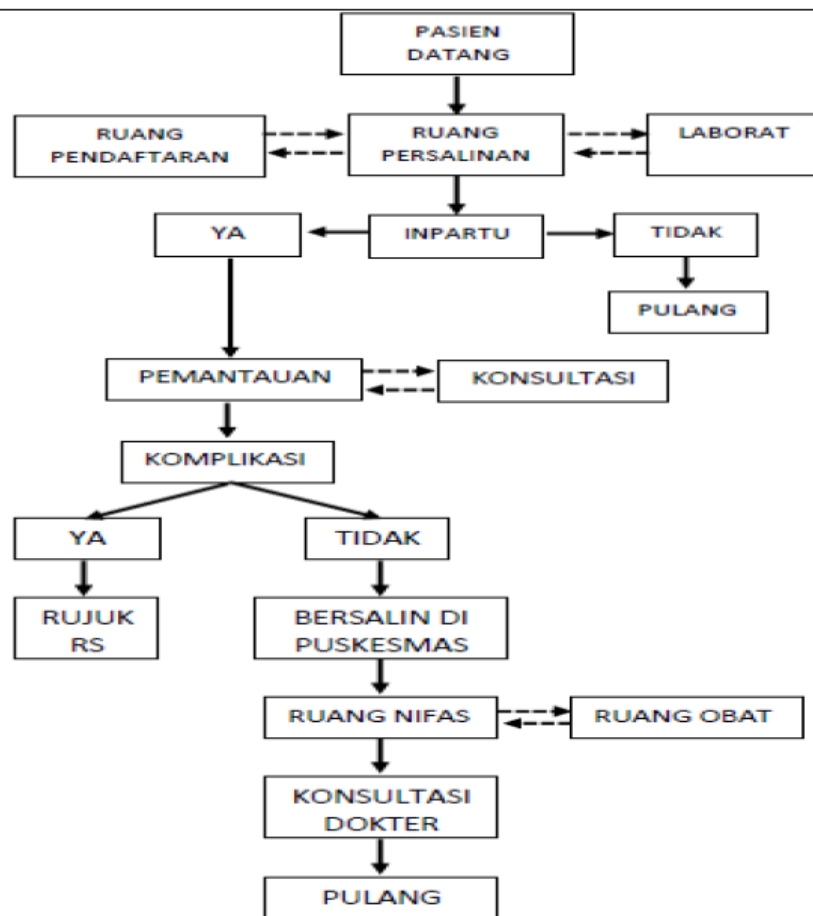 PASIEN
DATANG
RUANG
PENDAFTARAN
RUANG
PERSALINAN
LABORAT
YA
INPARTU
TIDAK
PULANG
PEMANTAUAN
KONSULTASI
KOMPLIKASI
YA
TIDAK
RUJUK
RS
BERSALIN DI
PUSKESMAS
RUANG NIFAS
RUANG OBAT
KONSULTASI
DOKTER
PULANG